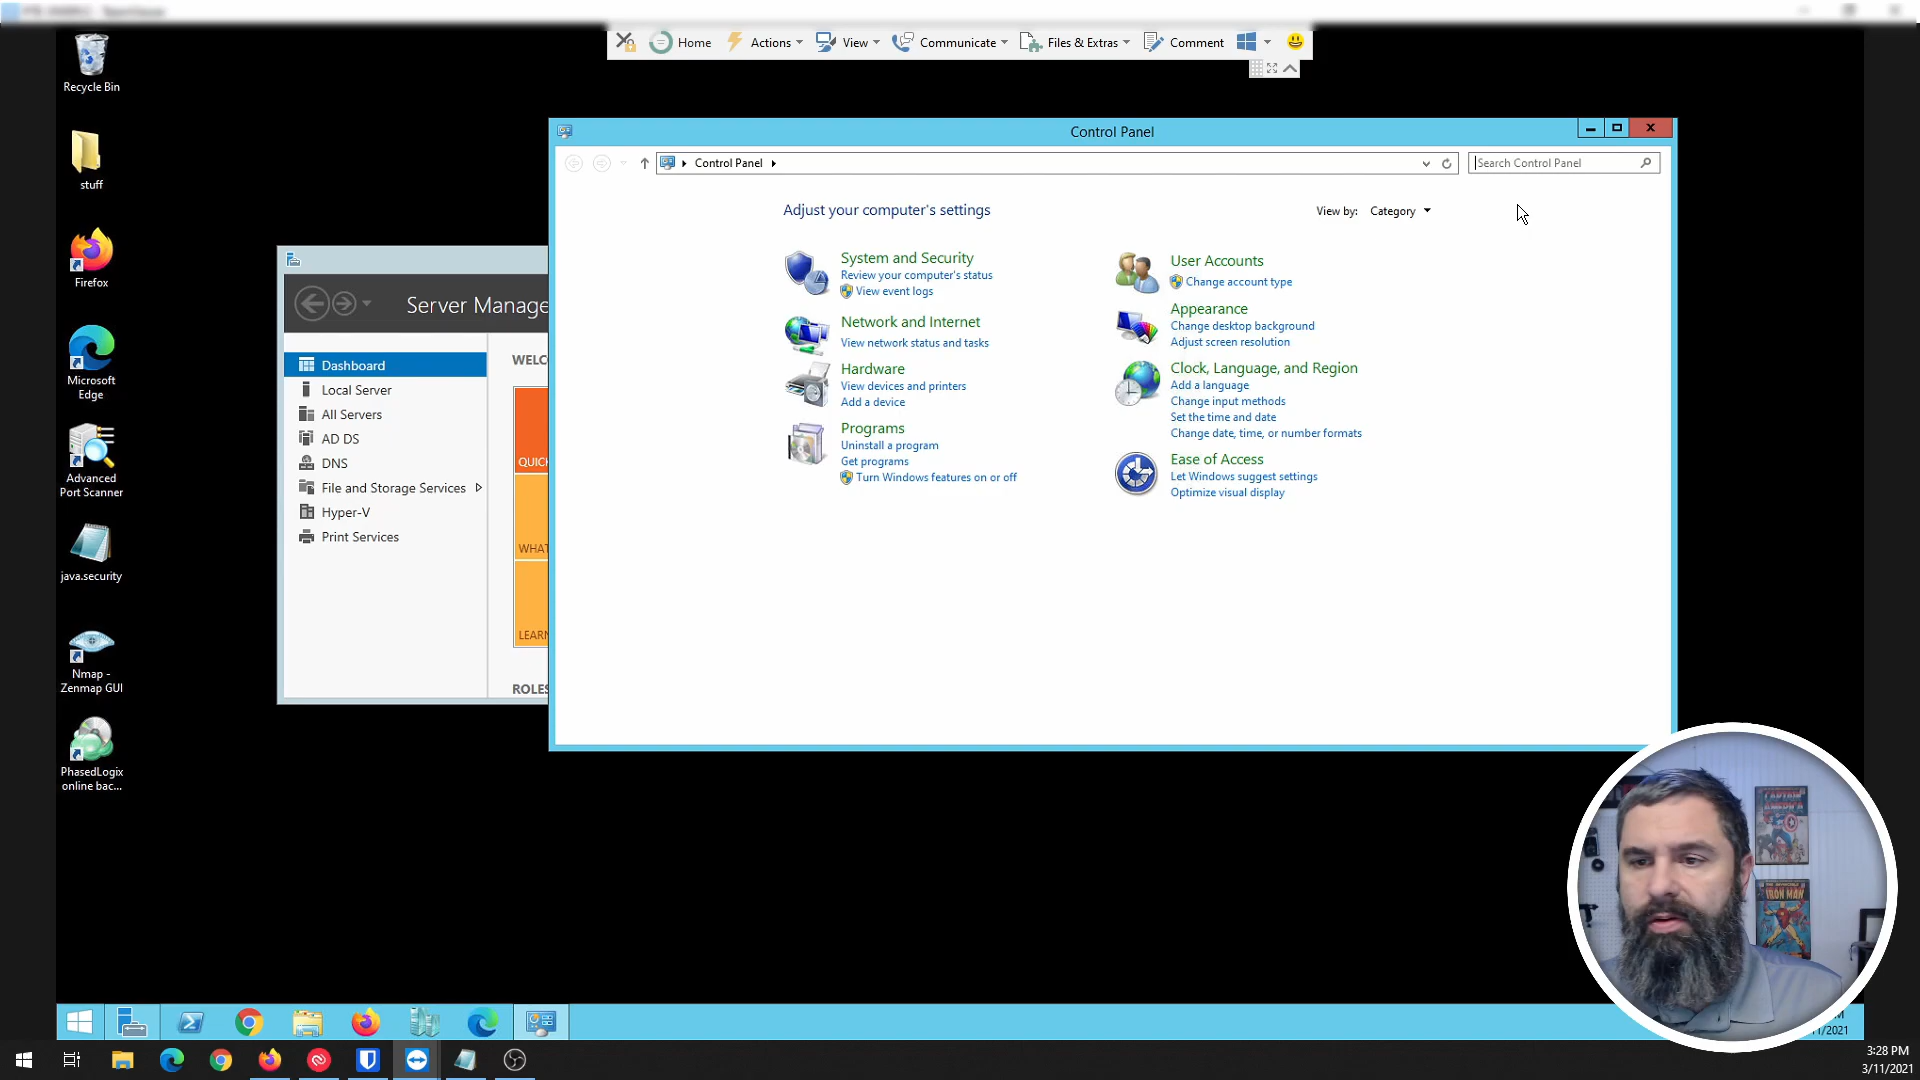 Home
Actions
View
Communicate
Files & Extras
Comment
Recycle Bin
stuff
Firefox
Microsoft
Edge
Advanced
Port Scanner
java.security
Nmap -
Zenmap GUI
PhasedLogix
online bac...
Server Manage
Dashboard
Local Server
All Servers
AD DS
DNS
File and Storage Services
Hyper-V
Print Services
WELC
QUICK
WHAT
LEARN
ROLES
Control Panel
Control Panel
Search Control Panel
Adjust your computer's settings
View by: Category
System and Security
Review your computer's status
View event logs
Network and Internet
View network status and tasks
Hardware
View devices and printers
Add a device
Programs
Uninstall a program
Get programs
Turn Windows features on or off
User Accounts
Change account type
Appearance
Change desktop background
Adjust screen resolution
Clock, Language, and Region
Add a language
Change input methods
Set the time and date
Change date, time, or number formats
Ease of Access
Let Windows suggest settings
Optimize visual display
CAPTAIN
AMERICA
IRON MAN
3:28 PM
3/11/2021